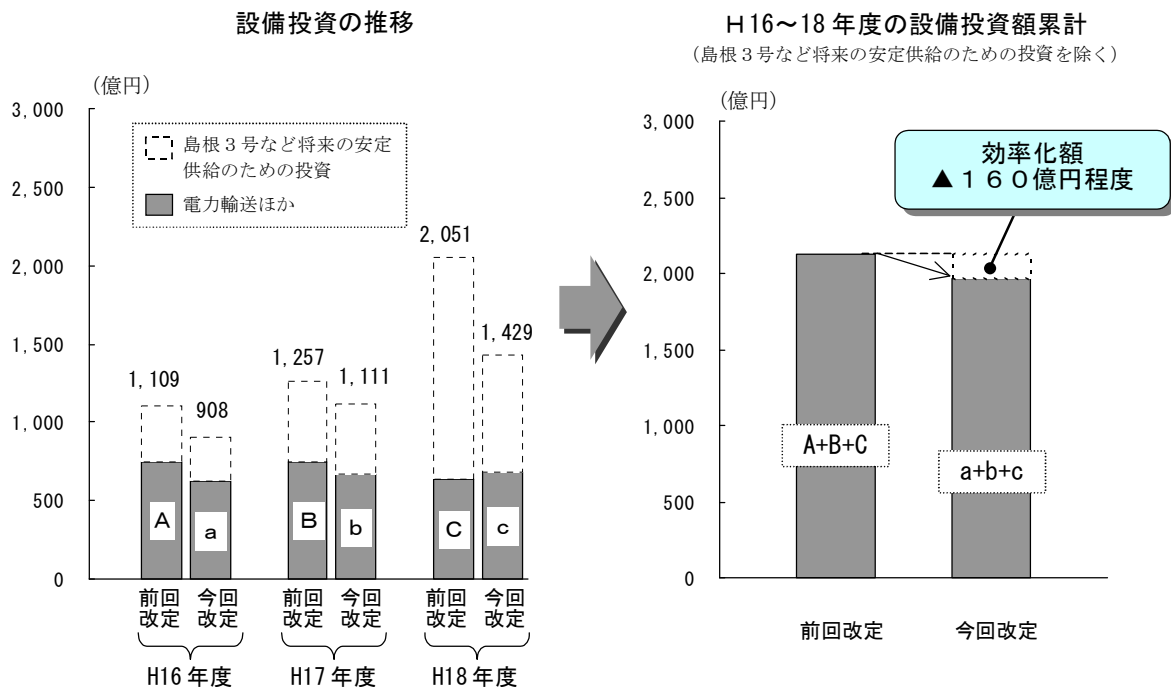 設備投資の推移
(億円)
3,000
2,500
2,000
1,500
1,000
500
0
島根３号など将来の安定
供給のための投資
電力輸送ほか
1,109
908
1,257
1,111
2,051
1,429
A
a
B
b
C
c
前回
改定
今回
改定
前回
改定
今回
改定
前回
改定
今回
改定
H16年度
H17年度
H18年度
Ｈ16～18年度の設備投資額累計
（島根３号など将来の安定供給のための投資を除く）
(億円)
3,000
2,500
2,000
1,500
1,000
500
0
効率化額
▲１６０億円程度
A+B+C
a+b+c
前回改定
今回改定